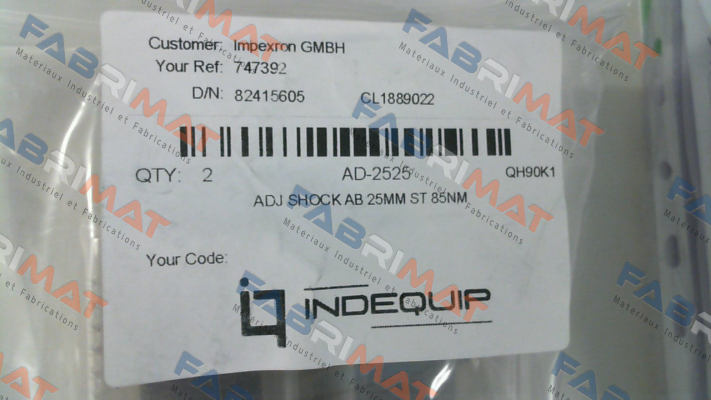 Customer: Impexron GMBH
Your Ref: 747392
D/N: 82415605 CL1889022
QTY: 2 AD-2525 QH90K1
ADJ SHOCK AB 25MM ST 85NM
Your Code:
INDEQUIP
FABRIMAT
Materiaux Industriel et Fabrications